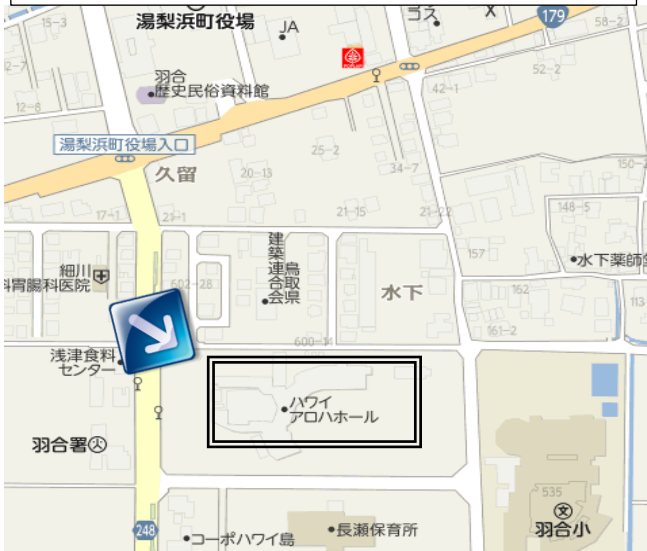 15-3
湯梨浜町役場
JA
コス
X
179
58-2
2-7
羽合
歴史民俗資料館
52-2
42-1
12-8
湯梨浜町役場入口
25-2
久留
20-13
34-7
150-2
17-1
21-1
21-15
21-22
148-5
建築連合会
鳥取県
157
水下薬師
細川
科胃腸科医院
602-28
水下
162
113
161-2
600-14
浅津食料
センター
ハワイ
アロハホール
羽合署
火
535
文
羽合小
248
コーポハワイ島
長瀬保育所